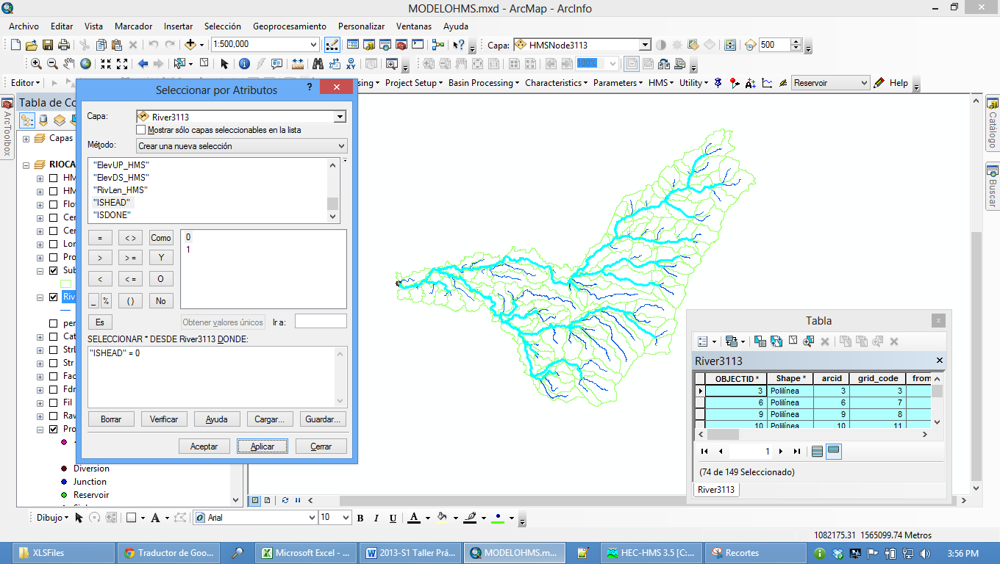 MODELOHMS.mxd - ArcMap - ArcInfo
Archivo Editar Vista Marcador Insertar Selección Geoprocesamiento Personalizar Ventanas Ayuda
1:500,000 Capa: HMSNode3113 500
100%
Editor Project Setup Basin Processing Characteristics Parameters HMS Utility Reservoir Help
ArcToolbox
Tabla de Co
Capas
RIOCA
HM
HM
Flo
Cer
Cer
Lor
Pro
Sub
Riv
per
Cat
StrL
Str
Fac
Fdr
Fil
Rav
Pro
Diversion
Junction
Reservoir
Seleccionar por Atributos
Capa: River3113
Mostrar sólo capas seleccionables en la lista
Método: Crear una nueva selección
"ElevUP_HMS"
"ElevDS_HMS"
"RivLen_HMS"
"ISHEAD"
"ISDONE"
= < > Como
> > = Y
< < = O
_ % ( ) No
Es
0
1
Obtener valores únicos Ir a:
SELECCIONAR * DESDE River3113 DONDE:
"ISHEAD" = 0
Borrar Verificar Ayuda Cargar... Guardar...
Aceptar Aplicar Cerrar
Catálogo
Buscar
Tabla
River3113
OBJECTID * Shape * arcid grid_code from
3 Polilínea 3 3
6 Polilínea 6 7
9 Polilínea 9 8
10 Polilínea 10 11
1
(74 de 149 Seleccionado)
River3113
Dibujo Arial 10 B I U A
1082175.31 1565099.74 Metros
XLSFiles Traductor de Goo... Microsoft Excel - ... 2013-S1 Taller Prá... MODELOHMS.m... HEC-HMS 3.5 [C:... Recortes 3:56 PM